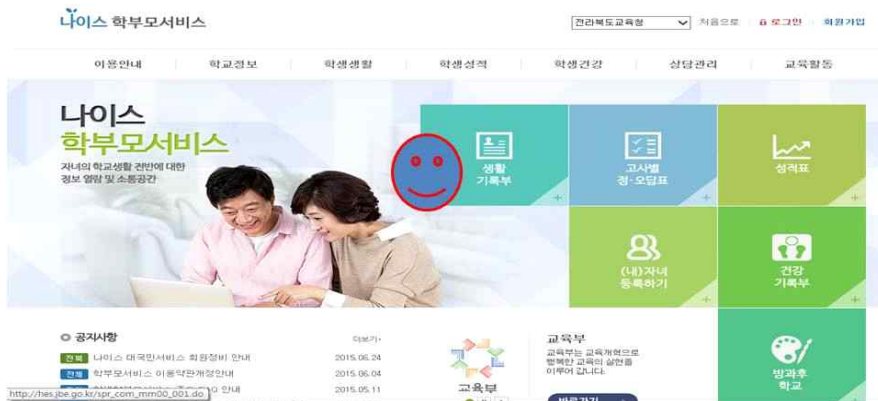 나이스 학부모서비스
전라북도교육청
처음으로
로그인
회원가입
이용안내
학교정보
학생생활
학생성적
학생건강
상담관리
교육활동
나이스
학부모서비스
자녀의 학교생활 전반에 대한
정보 열람 및 소통공간
생활
기록부
고사별
정·오답표
성적표
(내)자녀
등록하기
건강
기록부
방과후
학교
공지사항
더보기
전북 나이스 대국민서비스 회원정비 안내 2015.06.24
전체 학부모서비스 이용약관개정안내 2015.06.04
안내 2015.05.11
교육부
교육부
교육부는 교육개혁으로
행복한 교육의 실현을
이루어 갑니다.
바로가기
http://hes.jbe.go.kr/spr_com_mm00_001.do